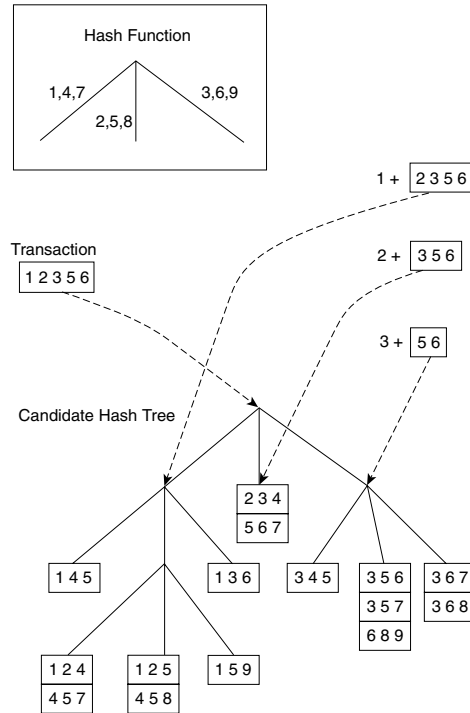 Hash Function
1,4,7
3,6,9
2,5,8
1 + 2 3 5 6
Transaction
2 + 3 5 6
1 2 3 5 6
3 + 5 6
Candidate Hash Tree
2 3 4
5 6 7
1 4 5
1 3 6
3 4 5
3 5 6
3 6 7
3 5 7
3 6 8
6 8 9
1 2 4
1 2 5
1 5 9
4 5 7
4 5 8